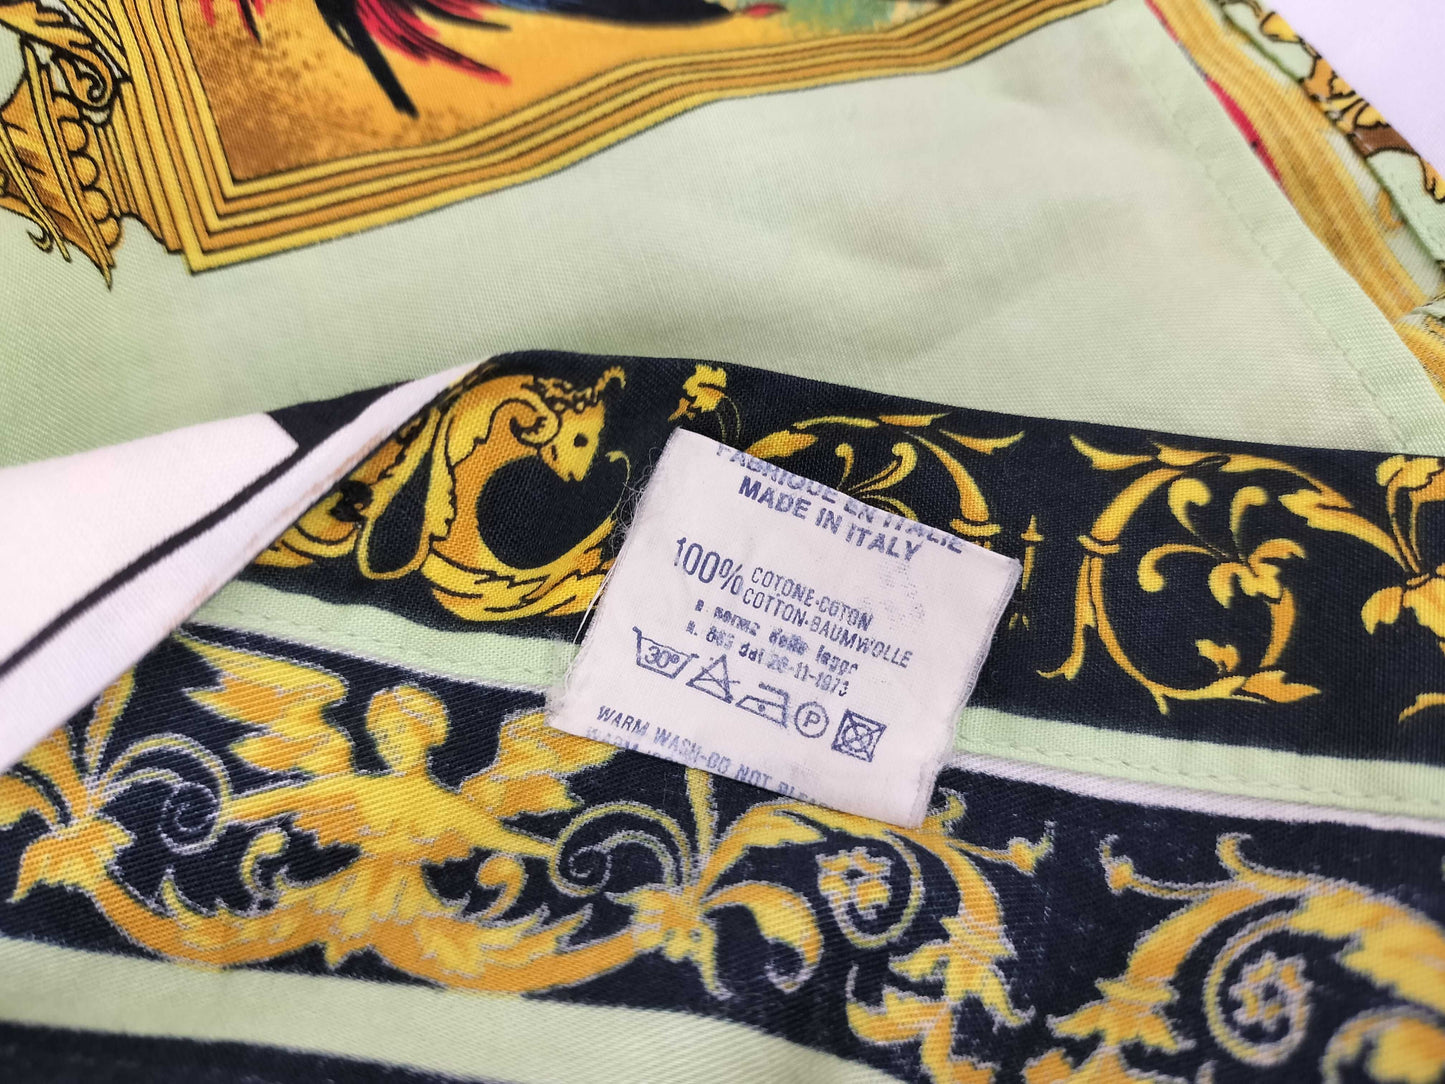 FABRIQUE EN ITALIE
MADE IN ITALY
100% COTONE-COTON
COTTON-BAUMWOLLE
a norma della legge
n. 883 del 26-11-1973
30°
P
WARM WASH-DO NOT